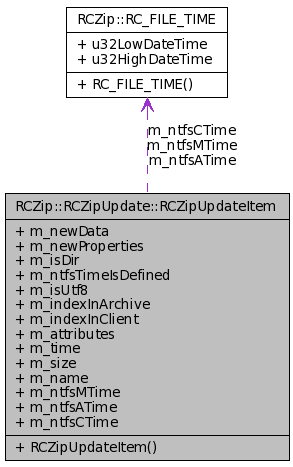 RCZip::RC_FILE_TIME
+ u32LowDateTime
+ u32HighDateTime
+ RC_FILE_TIME()
m_ntfsCTime
m_ntfsMTime
m_ntfsATime
RCZip::RCZipUpdate::RCZipUpdateItem
+ m_newData
+ m_newProperties
+ m_isDir
+ m_ntfsTimeIsDefined
+ m_isUtf8
+ m_indexInArchive
+ m_indexInClient
+ m_attributes
+ m_time
+ m_size
+ m_name
+ m_ntfsMTime
+ m_ntfsATime
+ m_ntfsCTime
+ RCZipUpdateItem()